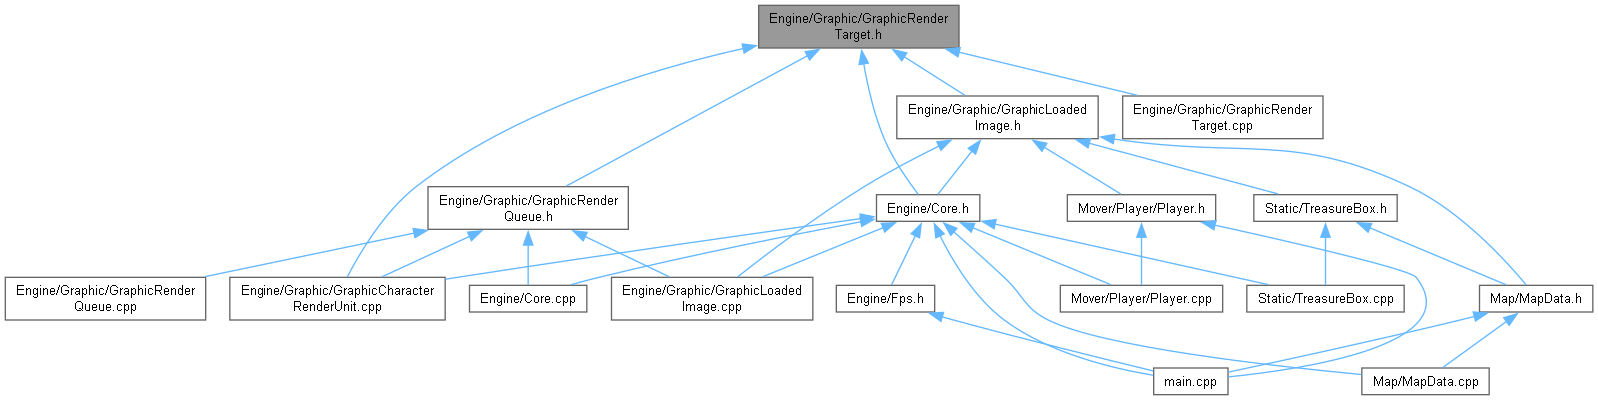 Engine/Graphic/GraphicRender
Target.h
Engine/Graphic/GraphicLoaded
Image.h
Engine/Graphic/GraphicRender
Target.cpp
Engine/Graphic/GraphicRender
Queue.h
Engine/Core.h
Mover/Player/Player.h
Static/TreasureBox.h
Engine/Graphic/GraphicRender
Queue.cpp
Engine/Graphic/GraphicCharacter
RenderUnit.cpp
Engine/Core.cpp
Engine/Graphic/GraphicLoaded
Image.cpp
Engine/Fps.h
Mover/Player/Player.cpp
Static/TreasureBox.cpp
Map/MapData.h
main.cpp
Map/MapData.cpp